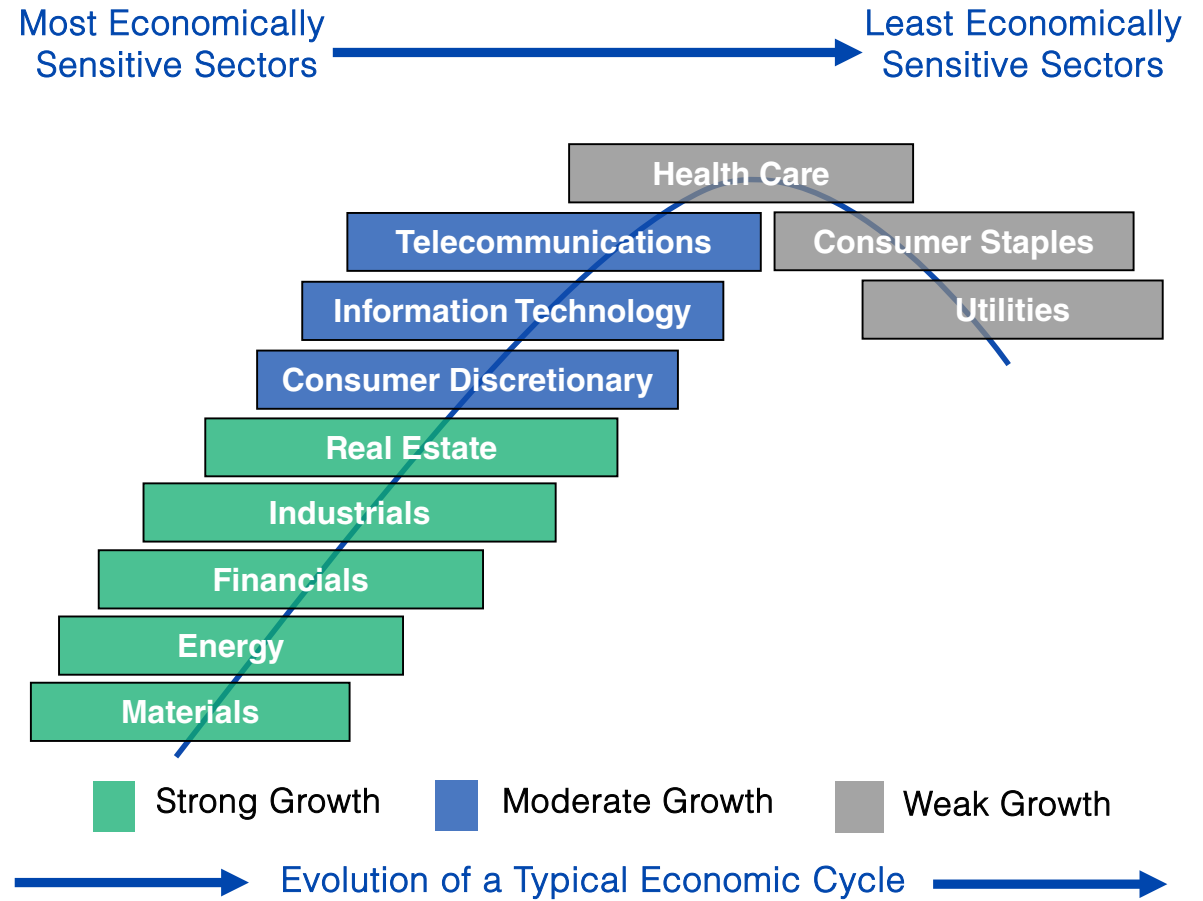 Most Economically
Sensitive Sectors
Least Economically
Sensitive Sectors
Health Care
Telecommunications
Consumer Staples
Information Technology
Utilities
Consumer Discretionary
Real Estate
Industrials
Financials
Energy
Materials
Strong Growth
Moderate Growth
Weak Growth
Evolution of a Typical Economic Cycle